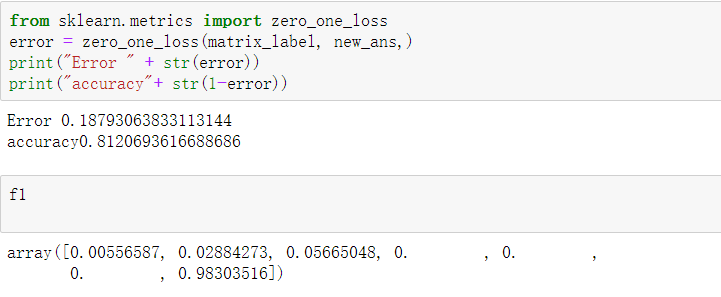 from sklearn.metrics import zero_one_loss
error = zero_one_loss(matrix_label, new_ans,)
print("Error " + str(error))
print("accuracy"+ str(1-error))
Error 0.18793063833113144
accuracy0.8120693616688686
f1
array([0.00556587, 0.02884273, 0.05665048, 0.        , 0.        ,
       0.        , 0.98303516])